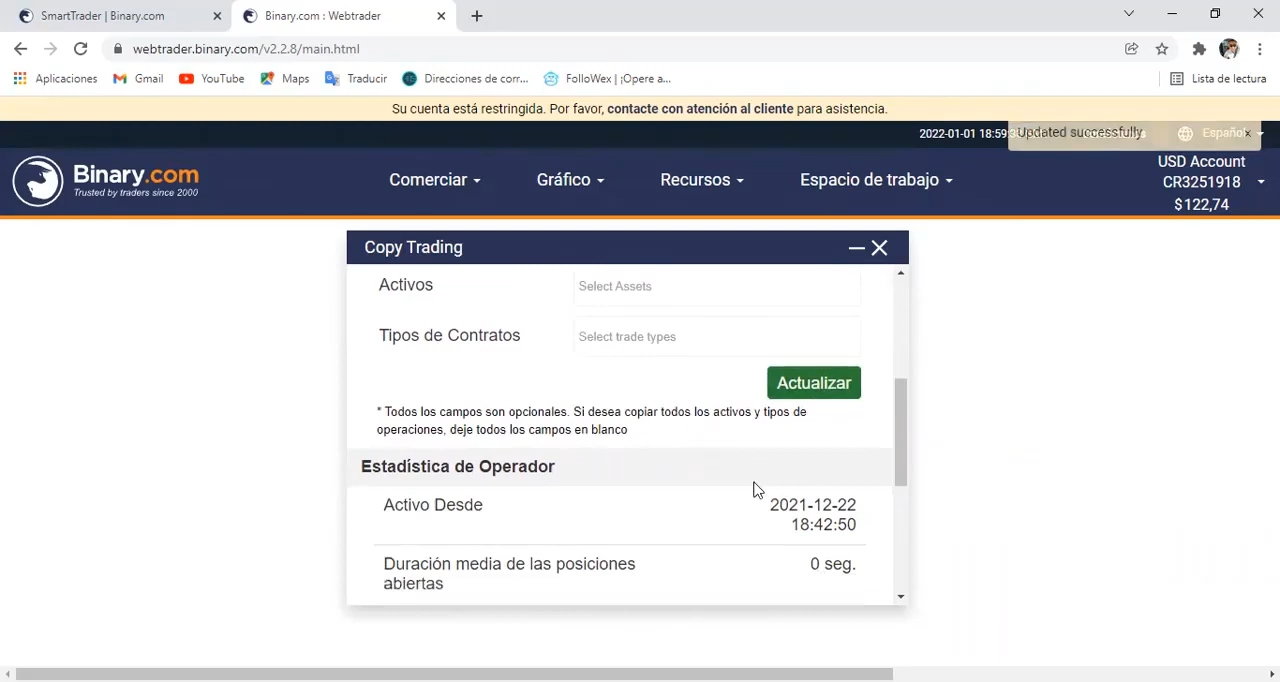 SmartTrader | Binary.com
Binary.com : Webtrader
webtrader.binary.com/v2.2.8/main.html
Aplicaciones
Gmail
YouTube
Maps
Traducir
Direcciones de corr...
FolloWex | ¡Opere a...
Lista de lectura
Su cuenta está restringida. Por favor, contacte con atención al cliente para asistencia.
2022-01-01 18:59:3
Updated successfully
Español
Binary.com
Trusted by traders since 2000
Comerciar
Gráfico
Recursos
Espacio de trabajo
USD Account
CR3251918
$122,74
Copy Trading
Activos
Select Assets
Tipos de Contratos
Select trade types
Actualizar
* Todos los campos son opcionales. Si desea copiar todos los activos y tipos de
operaciones, deje todos los campos en blanco
Estadística de Operador
Activo Desde
2021-12-22
18:42:50
Duración media de las posiciones
abiertas
0 seg.